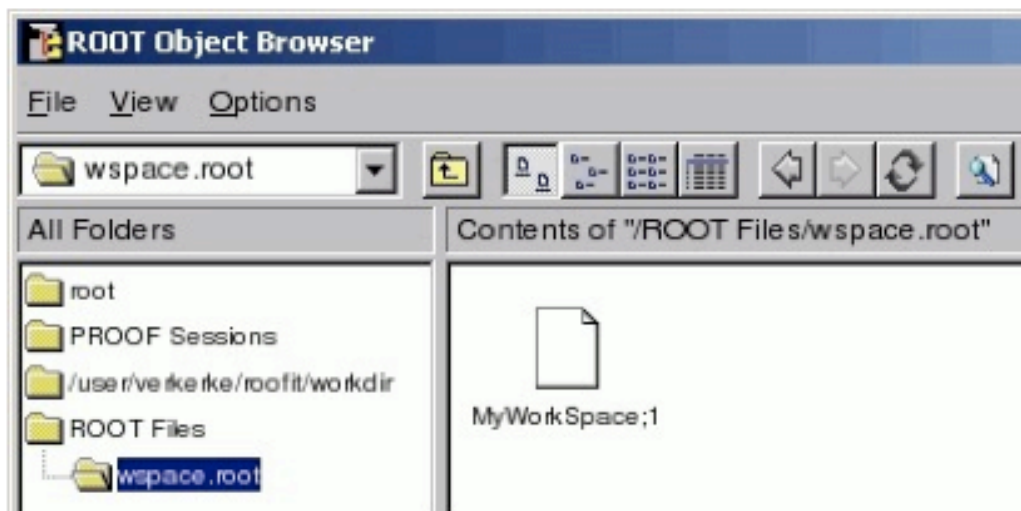 ROOT Object Browser
File View Options
wspace.root
All Folders
Contents of "/ROOT Files/wspace.root"
root
PROOF Sessions
/user/verkerke/roofit/workdir
ROOT Files
wspace.root
MyWorkSpace;1